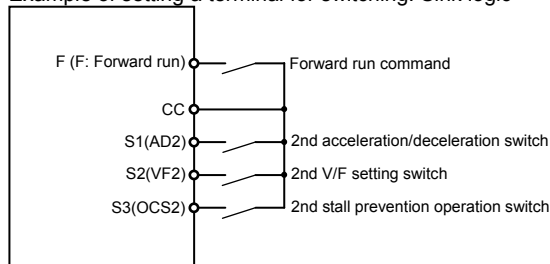 Example of setting a terminal for switching: Sink logic
F (F: Forward run) Forward run command
CC
S1(AD2) 2nd acceleration/deceleration switch
S2(VF2) 2nd V/F setting switch
S3(OCS2) 2nd stall prevention operation switch